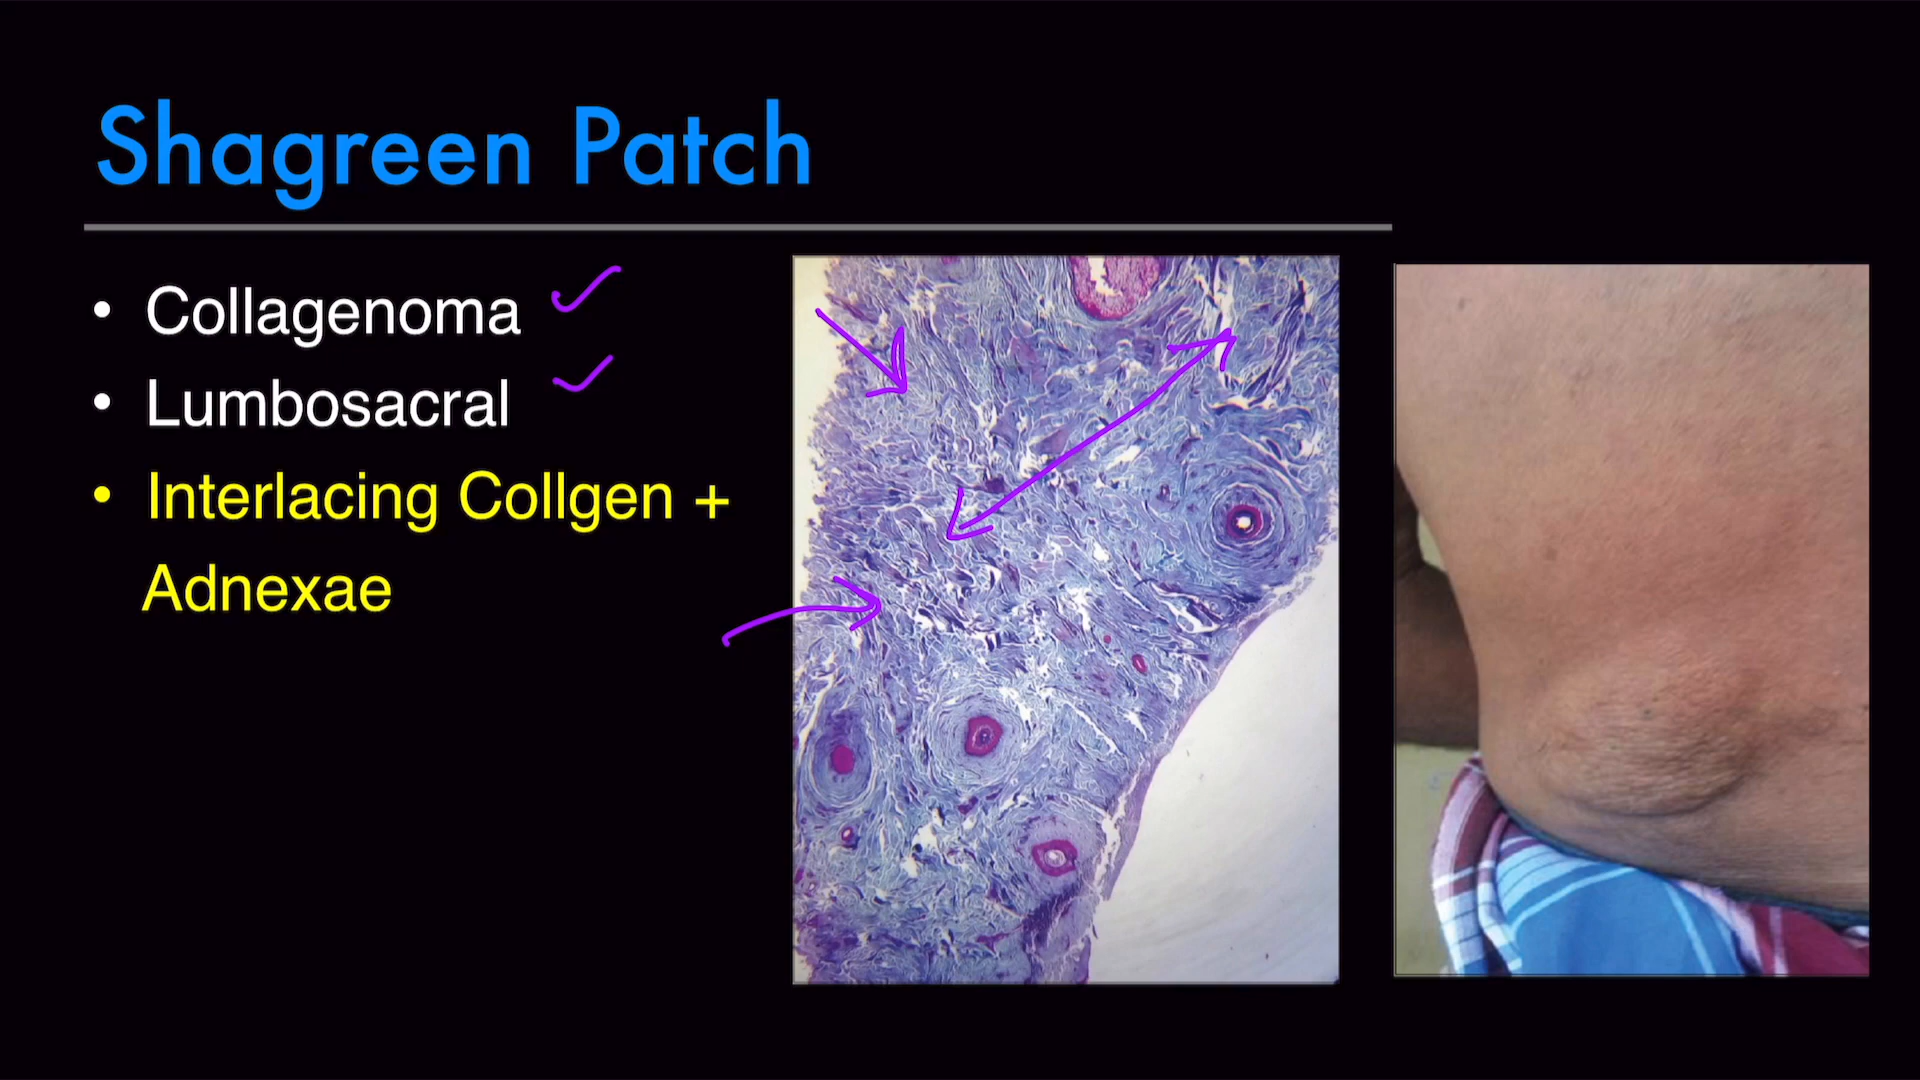 Shagreen Patch
• Collagenoma
• Lumbosacral
• Interlacing Collgen +
Adnexae